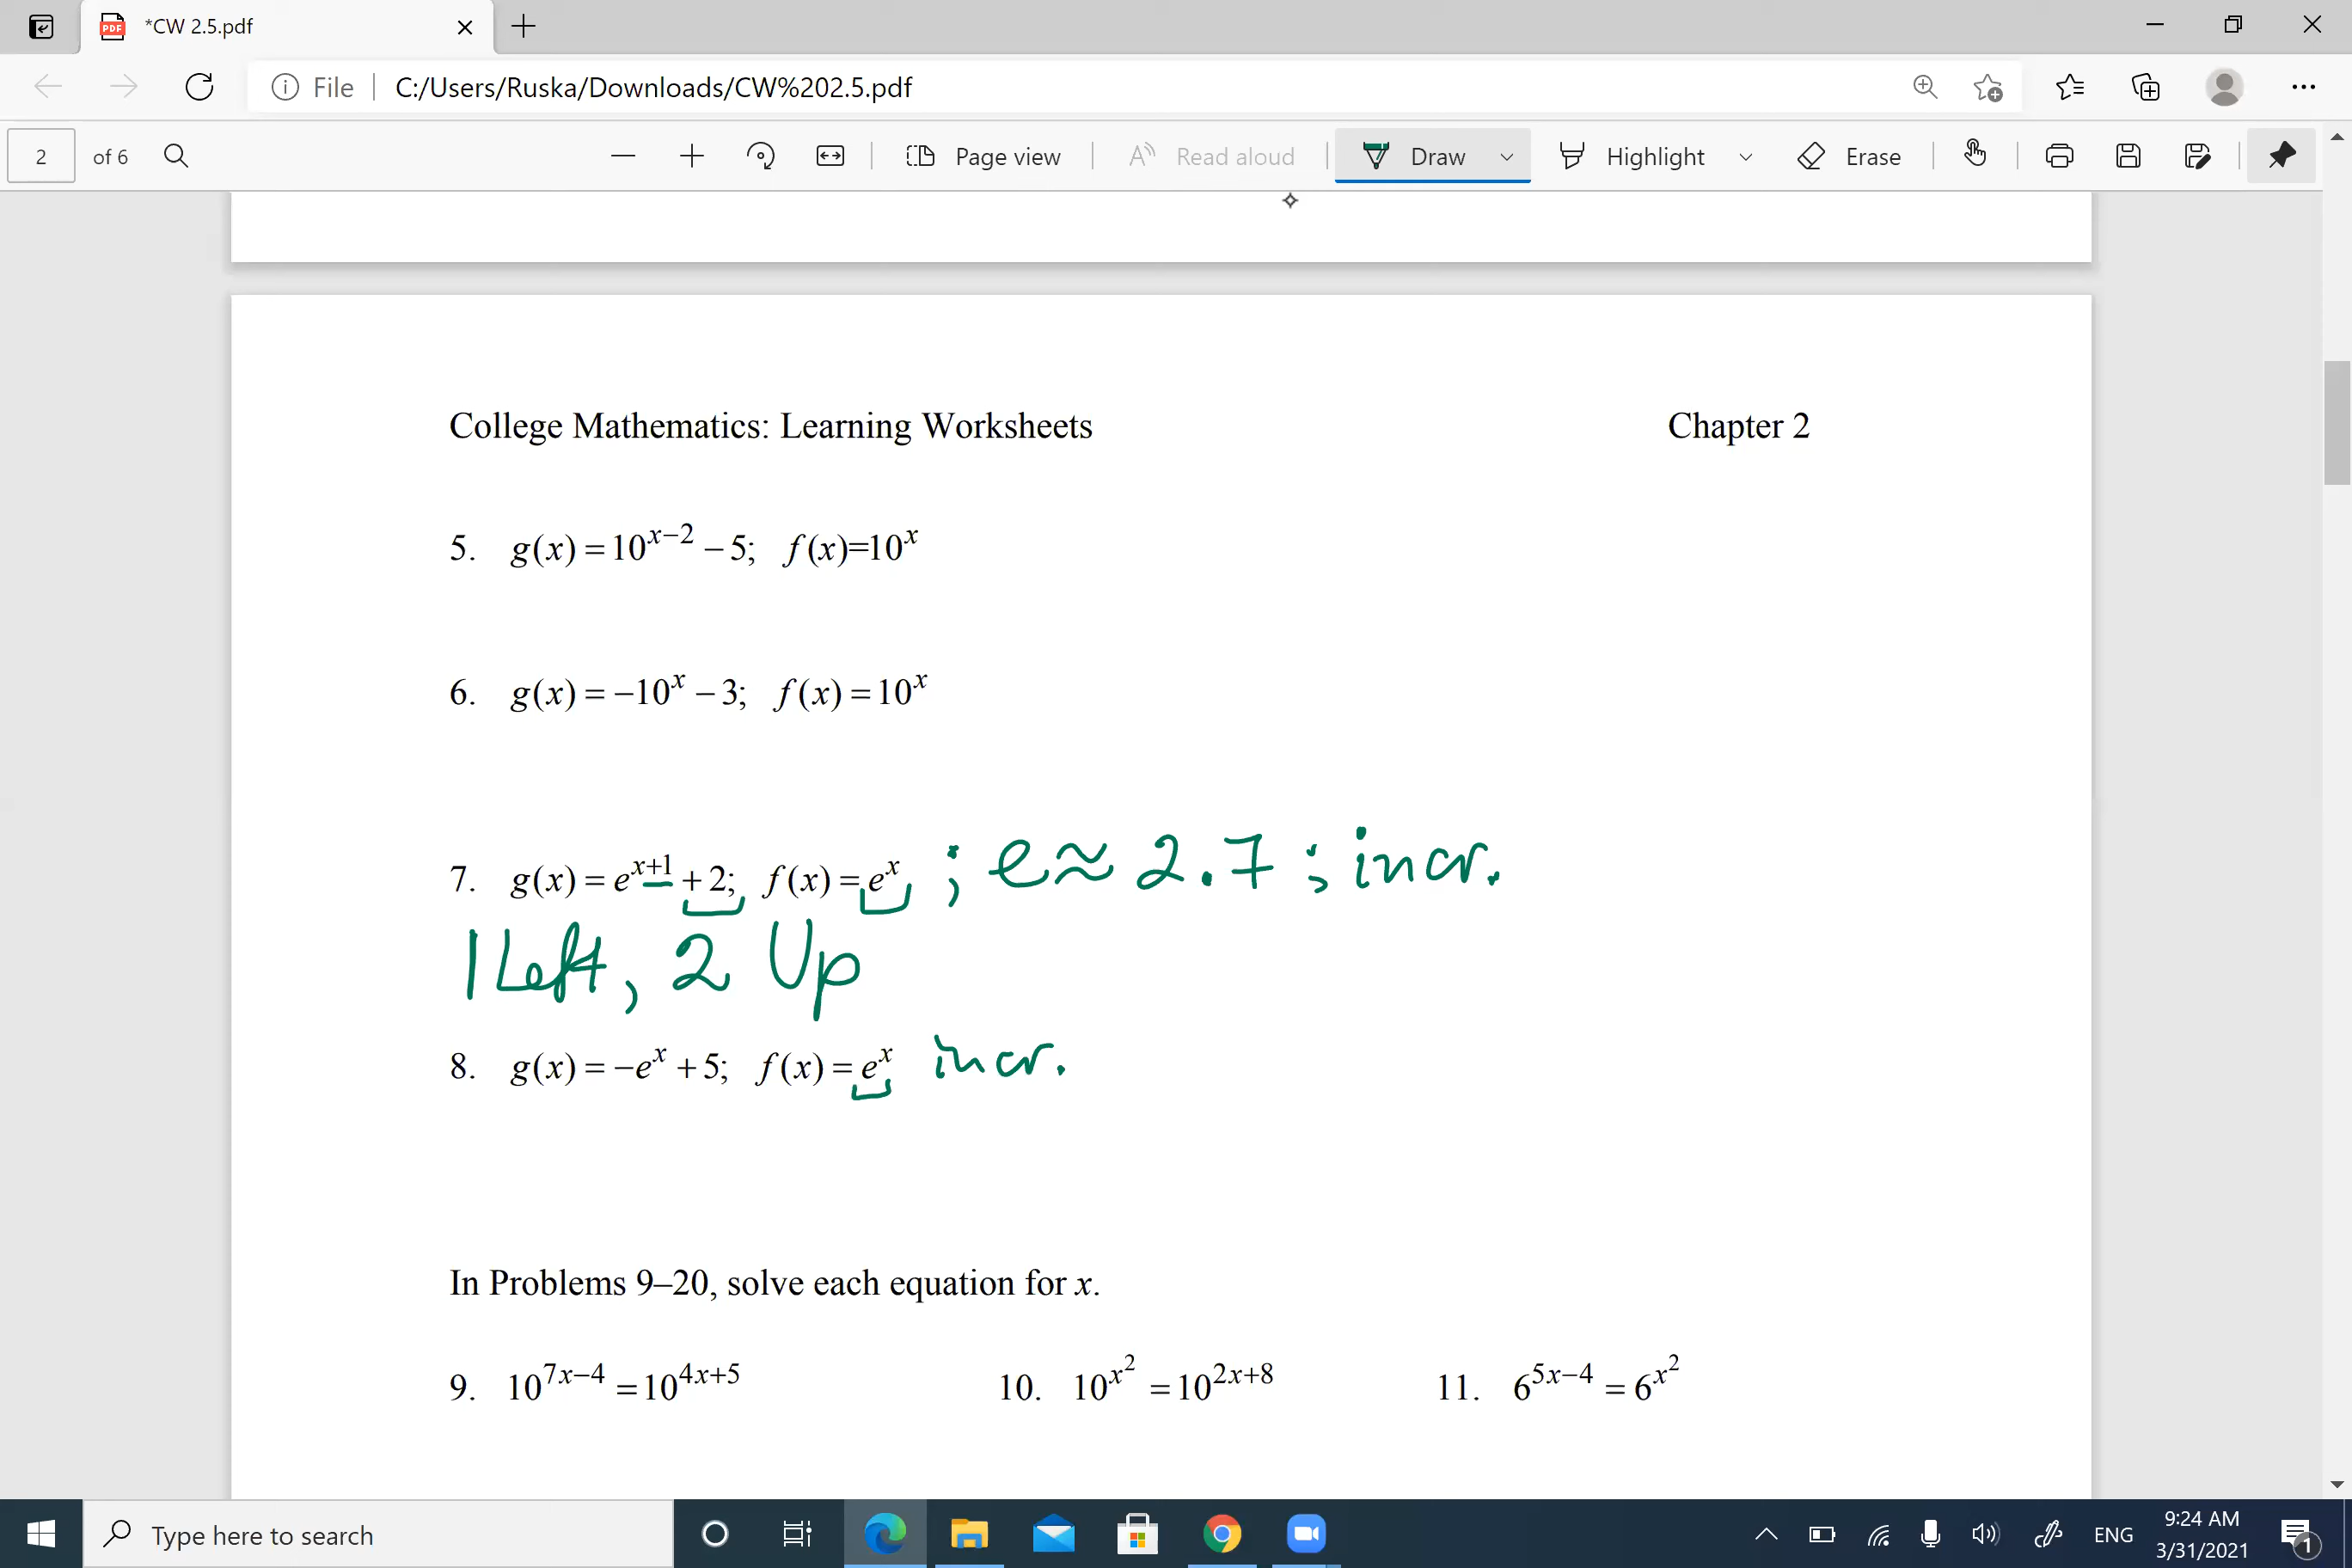 *CW 2.5.pdf
File C:/Users/Ruska/Downloads/CW%202.5.pdf
2 of 6 Page view Read aloud Draw Highlight Erase
College Mathematics: Learning Worksheets Chapter 2
5. g(x) = 10^{x−2} − 5; f(x)=10^x
6. g(x) = −10^x − 3; f(x) = 10^x
7. g(x) = e^{x+1} + 2; f(x) = e^x ; e ≈ 2.7 ; incr.
1 Left, 2 Up
8. g(x) = −e^x + 5; f(x) = e^x incr.
In Problems 9–20, solve each equation for x.
9. 10^{7x−4} = 10^{4x+5} 10. 10^{x^2} = 10^{2x+8} 11. 6^{5x−4} = 6^{x^2}
Type here to search ENG 9:24 AM
3/31/2021 1